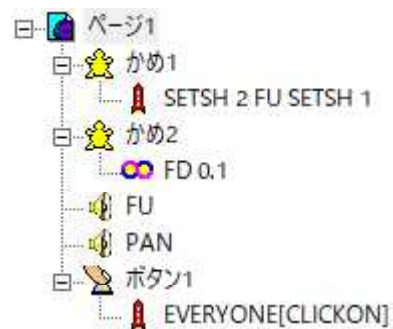 ページ1
かめ1
SETSH 2 FU SETSH 1
かめ2
FD 0.1
FU
PAN
ボタン1
EVERYONE[CLICKON]